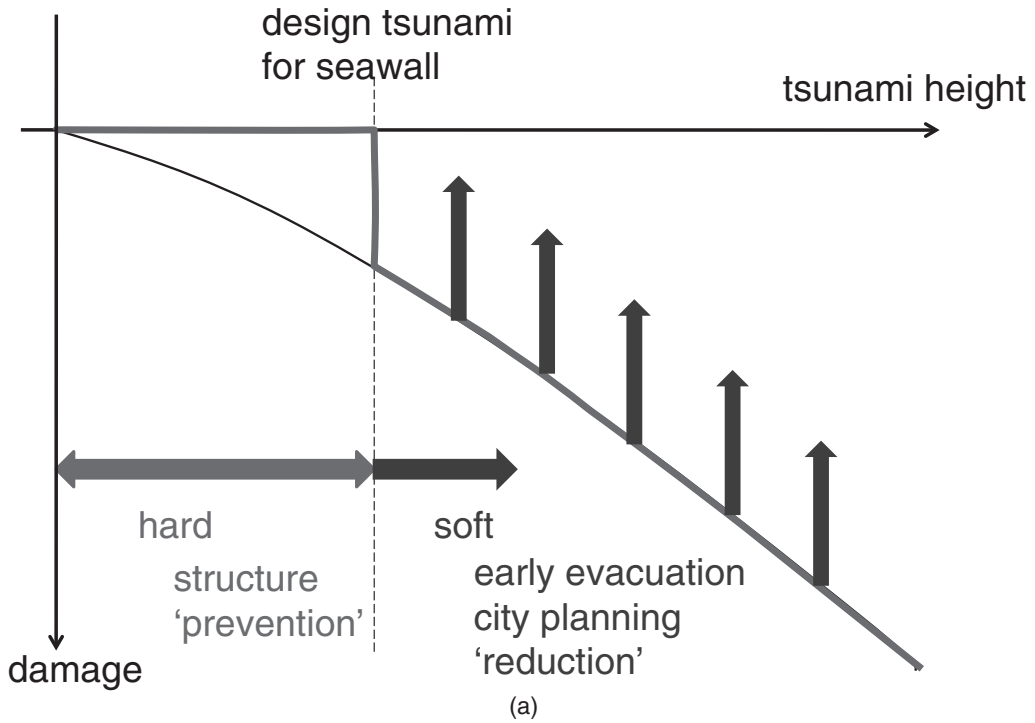 design tsunami
for seawall
tsunami height
hard
soft
structure
‘prevention’
early evacuation
city planning
‘reduction’
damage
(a)